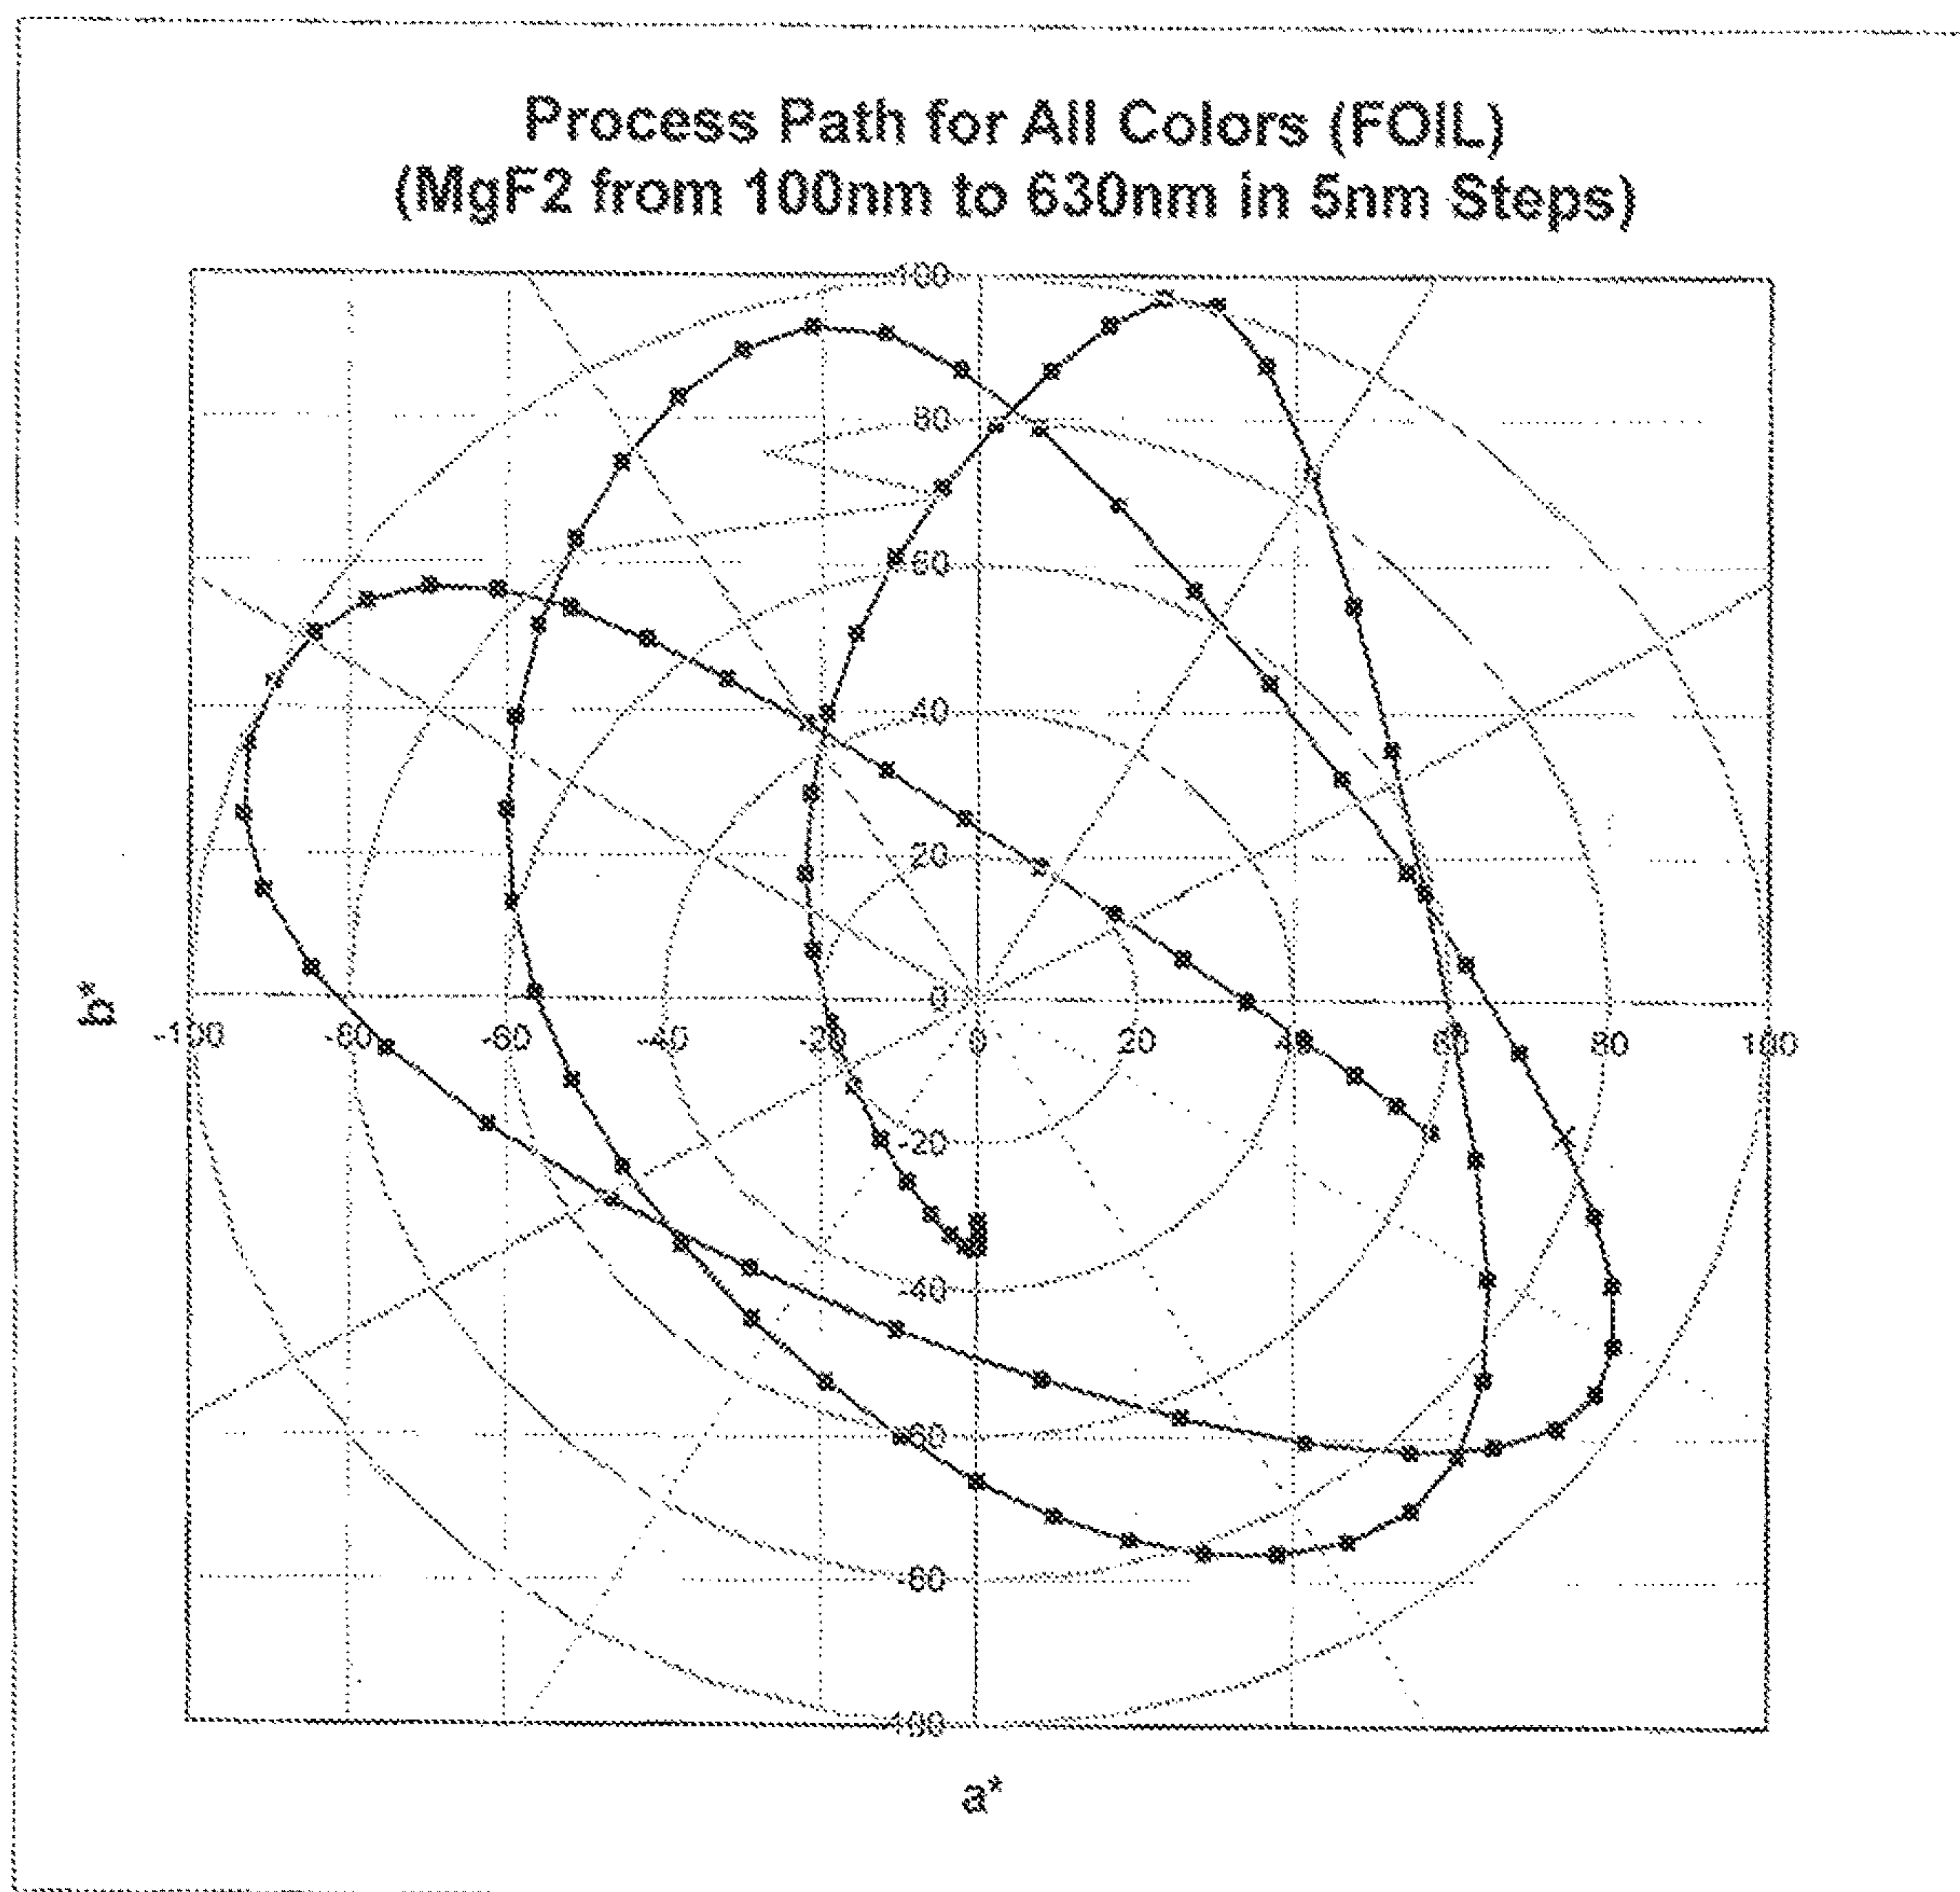 Process Path for All Colors (FOIL)
(MgF2 from 100nm to 630nm in 5nm Steps)
100
80
60
40
20
0
-100 -80 -60 -40 -20 0 20 40 60 80 100
-20
-40
-60
-80
-100
b*
a*